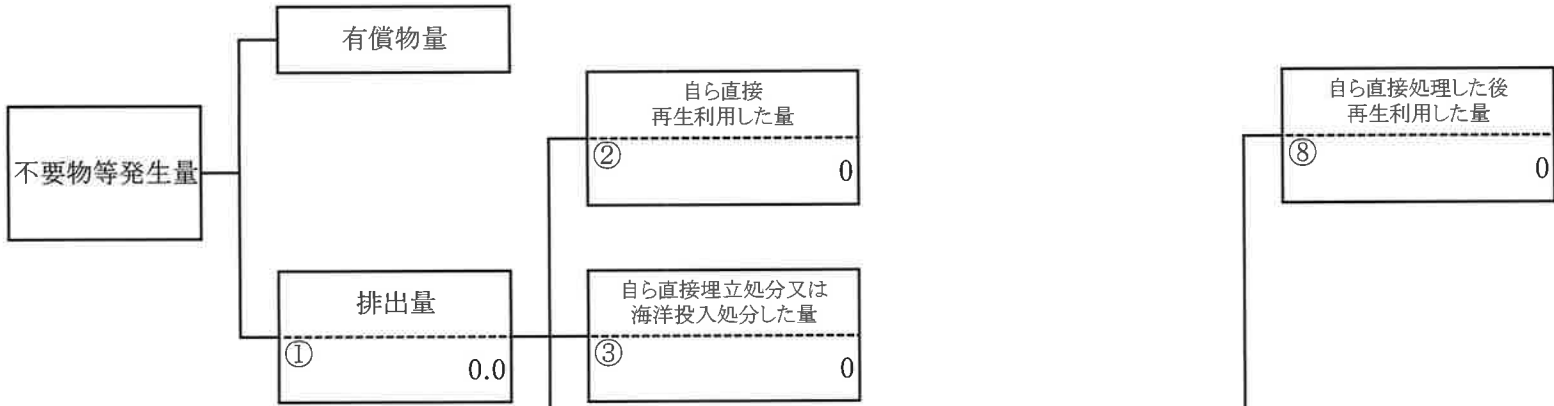 有償物量
不要物等発生量
排出量
①
0.0
自ら直接
再生利用した量
②
0
自ら直接埋立処分又は
海洋投入処分した量
③
0
自ら直接処理した後
再生利用した量
⑧
0